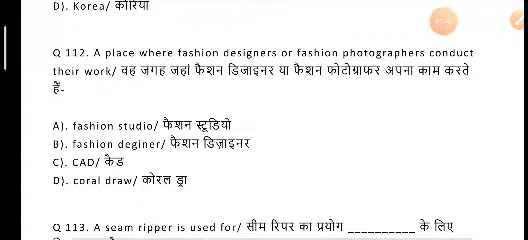 D). Korea/ कोरिया
Q 112. A place where fashion designers or fashion photographers conduct
their work/ वह जगह जहां फैशन डिजाइनर या फैशन फोटोग्राफर अपना काम करते
हैं-
A). fashion studio/ फैशन स्टूडियो
B). fashion deginer/ फैशन डिज़ाइनर
C). CAD/ कैड
D). coral draw/ कोरल ड्रा
Q 113. A seam ripper is used for/ सीम रिपर का प्रयोग __________ के लिए